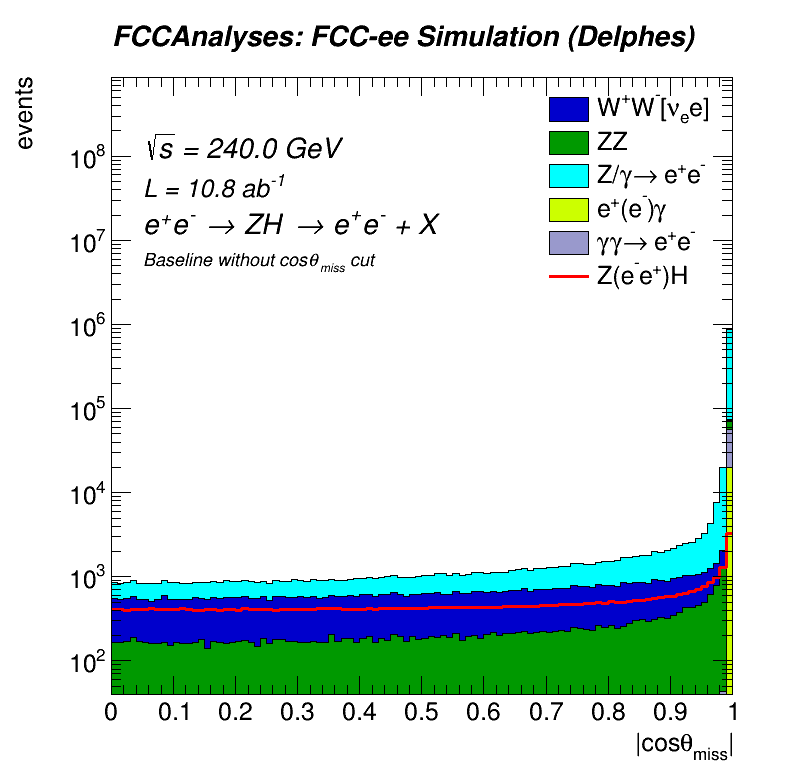 FCCAnalyses: FCC-ee Simulation (Delphes)
events
√s = 240.0 GeV
L = 10.8 ab⁻¹
e⁺e⁻ → ZH → e⁺e⁻ + X
Baseline without cosθ_miss cut
W⁺W⁻[νₑe]
ZZ
Z/γ→ e⁺e⁻
e⁺(e⁻)γ
γγ→ e⁺e⁻
Z(e⁻e⁺)H
10⁸
10⁷
10⁶
10⁵
10⁴
10³
10²
0 0.1 0.2 0.3 0.4 0.5 0.6 0.7 0.8 0.9 1
|cosθ_miss|